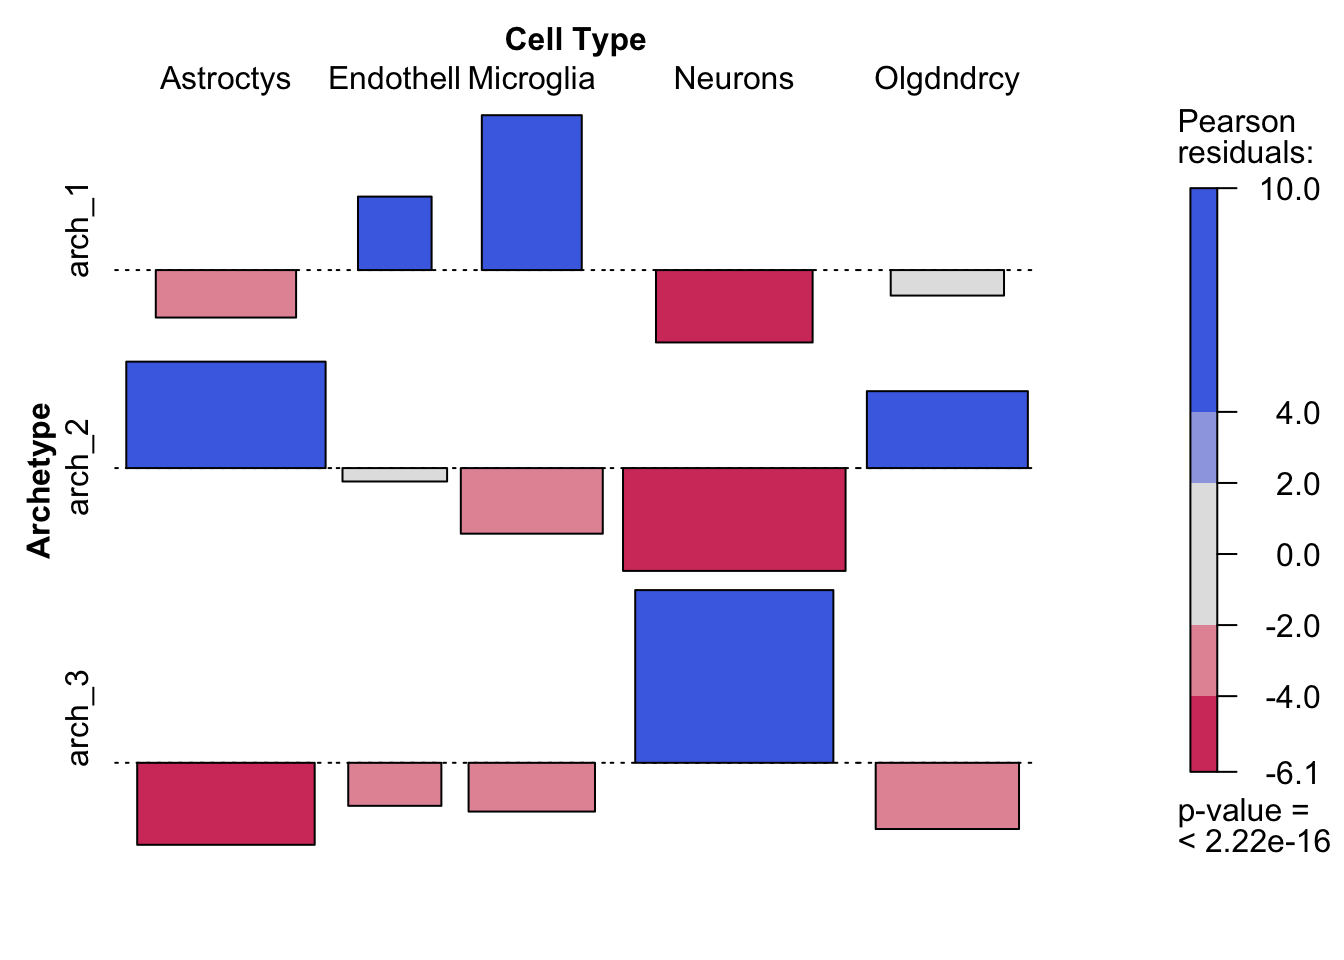 Cell Type
Astroctys Endothell Microglia Neurons Olgdndrcy
Archetype
arch_1
arch_2
arch_3
Pearson
residuals:
10.0
4.0
2.0
0.0
-2.0
-4.0
-6.1
p-value =
< 2.22e-16